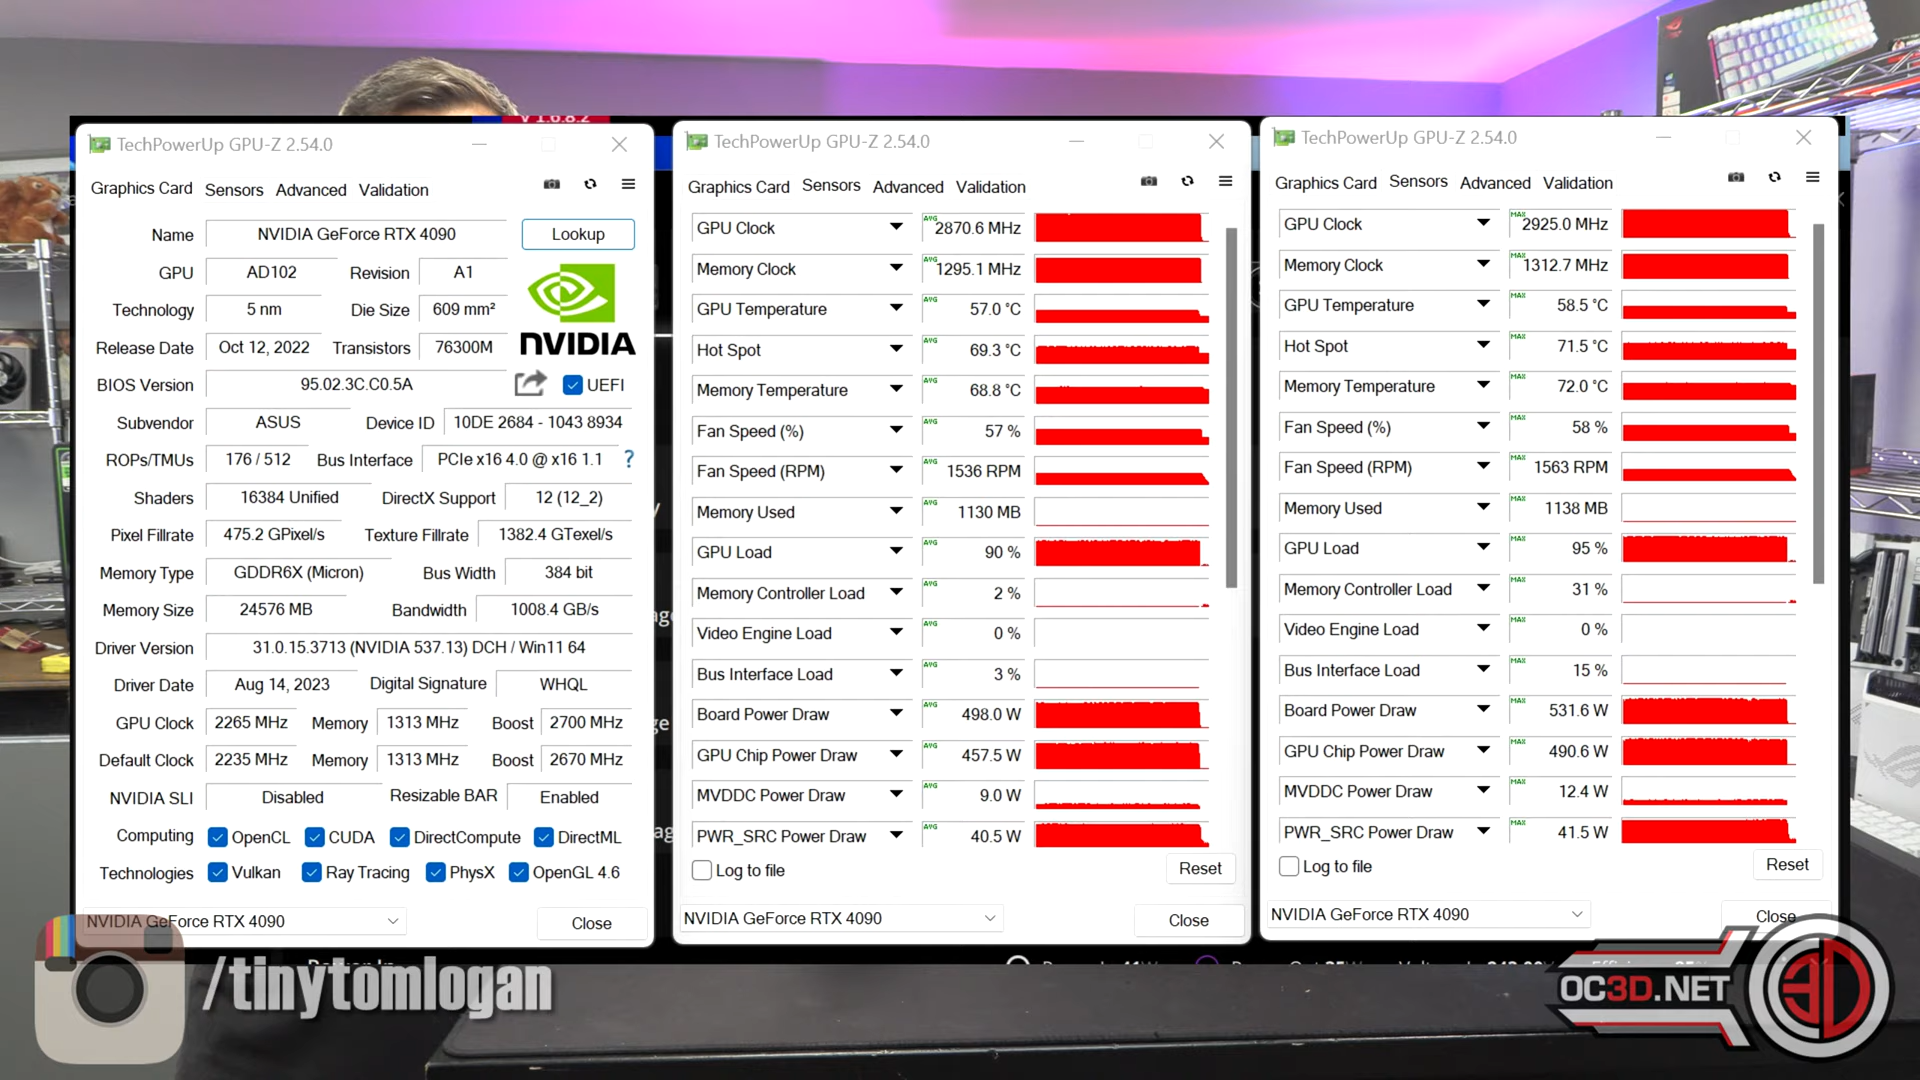 V 1.6.8.2
TechPowerUp GPU-Z 2.54.0
Graphics Card Sensors Advanced Validation
Name NVIDIA GeForce RTX 4090 Lookup
GPU AD102 Revision A1
Technology 5 nm Die Size 609 mm²
NVIDIA
Release Date Oct 12, 2022 Transistors 76300M
BIOS Version 95.02.3C.C0.5A UEFI
Subvendor ASUS Device ID 10DE 2684 - 1043 8934
ROPs/TMUs 176 / 512 Bus Interface PCIe x16 4.0 @ x16 1.1 ?
Shaders 16384 Unified DirectX Support 12 (12_2)
Pixel Fillrate 475.2 GPixel/s Texture Fillrate 1382.4 GTexel/s
Memory Type GDDR6X (Micron) Bus Width 384 bit
Memory Size 24576 MB Bandwidth 1008.4 GB/s
Driver Version 31.0.15.3713 (NVIDIA 537.13) DCH / Win11 64
Driver Date Aug 14, 2023 Digital Signature WHQL
GPU Clock 2265 MHz Memory 1313 MHz Boost 2700 MHz
Default Clock 2235 MHz Memory 1313 MHz Boost 2670 MHz
NVIDIA SLI Disabled Resizable BAR Enabled
Computing OpenCL CUDA DirectCompute DirectML
Technologies Vulkan Ray Tracing PhysX OpenGL 4.6
NVIDIA GeForce RTX 4090 Close
TechPowerUp GPU-Z 2.54.0
Graphics Card Sensors Advanced Validation
GPU Clock AVG 2870.6 MHz
Memory Clock AVG 1295.1 MHz
GPU Temperature AVG 57.0 °C
Hot Spot AVG 69.3 °C
Memory Temperature AVG 68.8 °C
Fan Speed (%) AVG 57 %
Fan Speed (RPM) AVG 1536 RPM
Memory Used AVG 1130 MB
GPU Load AVG 90 %
Memory Controller Load AVG 2 %
Video Engine Load AVG 0 %
Bus Interface Load AVG 3 %
Board Power Draw AVG 498.0 W
GPU Chip Power Draw AVG 457.5 W
MVDDC Power Draw AVG 9.0 W
PWR_SRC Power Draw AVG 40.5 W
Log to file Reset
NVIDIA GeForce RTX 4090 Close
TechPowerUp GPU-Z 2.54.0
Graphics Card Sensors Advanced Validation
GPU Clock MAX 2925.0 MHz
Memory Clock MAX 1312.7 MHz
GPU Temperature MAX 58.5 °C
Hot Spot MAX 71.5 °C
Memory Temperature MAX 72.0 °C
Fan Speed (%) MAX 58 %
Fan Speed (RPM) MAX 1563 RPM
Memory Used MAX 1138 MB
GPU Load MAX 95 %
Memory Controller Load MAX 31 %
Video Engine Load MAX 0 %
Bus Interface Load MAX 15 %
Board Power Draw MAX 531.6 W
GPU Chip Power Draw MAX 490.6 W
MVDDC Power Draw MAX 12.4 W
PWR_SRC Power Draw MAX 41.5 W
Log to file Reset
NVIDIA GeForce RTX 4090 Close
/tinytomlogan
OC3D.NET
3D